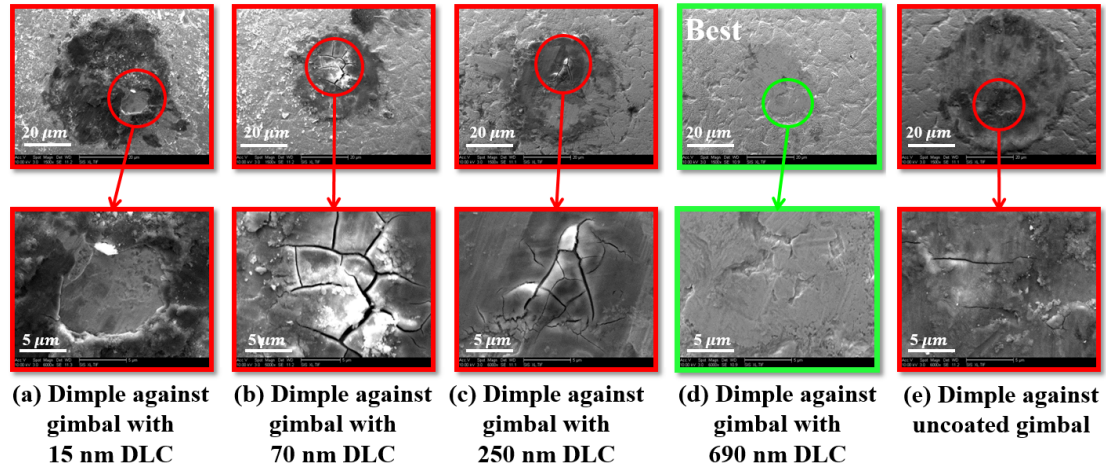 Best
20 μm
20 μm
20 μm
20 μm
20 μm
5 μm
5 μm
5 μm
5 μm
5 μm
(a) Dimple against
gimbal with
15 nm DLC
(b) Dimple against
gimbal with
70 nm DLC
(c) Dimple against
gimbal with
250 nm DLC
(d) Dimple against
gimbal with
690 nm DLC
(e) Dimple against
uncoated gimbal